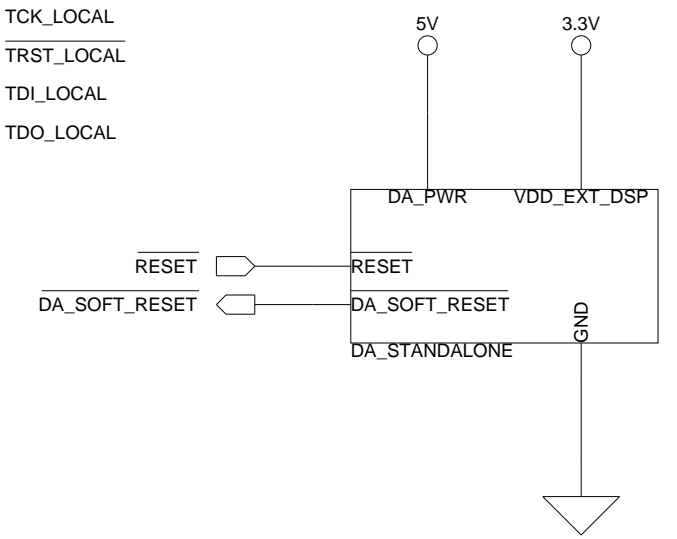 TCK_LOCAL
TRST_LOCAL
TDI_LOCAL
TDO_LOCAL
5V
3.3V
DA_PWR
VDD_EXT_DSP
RESET
RESET
DA_SOFT_RESET
DA_SOFT_RESET
GND
DA_STANDALONE